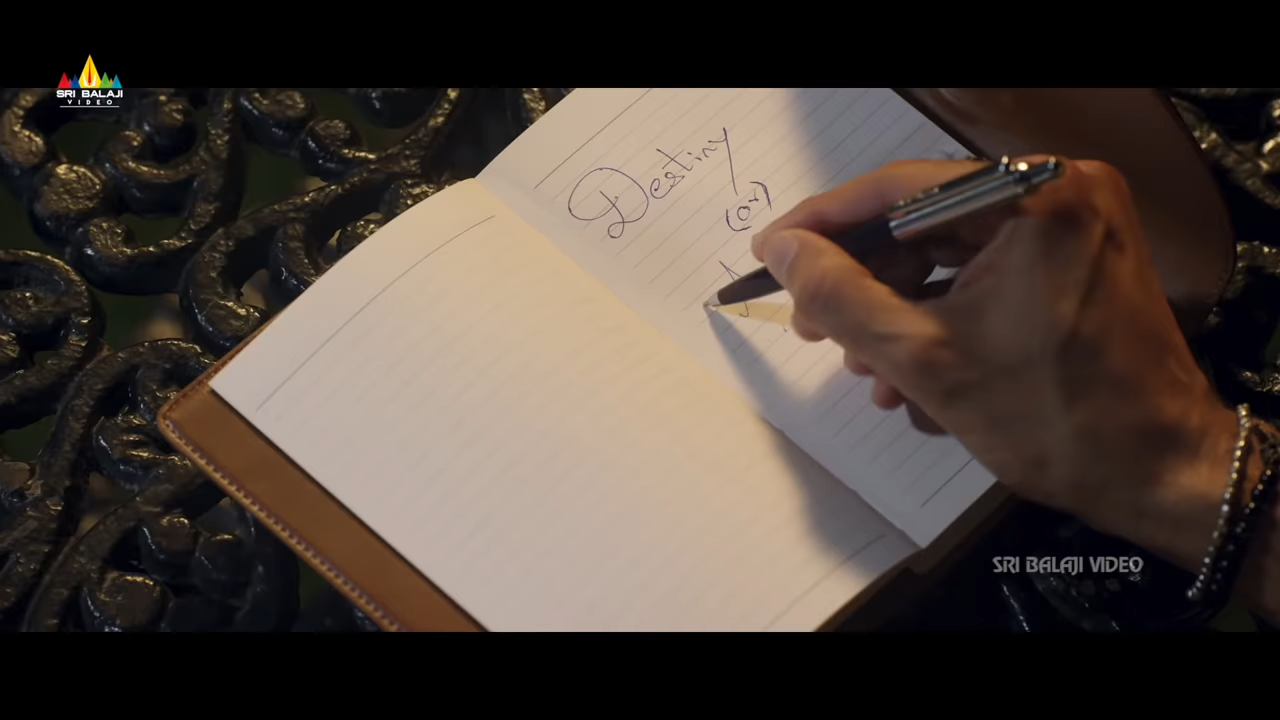 SRI BALAJI
VIDEO
Destiny
(or)
SRI BALAJI VIDEO